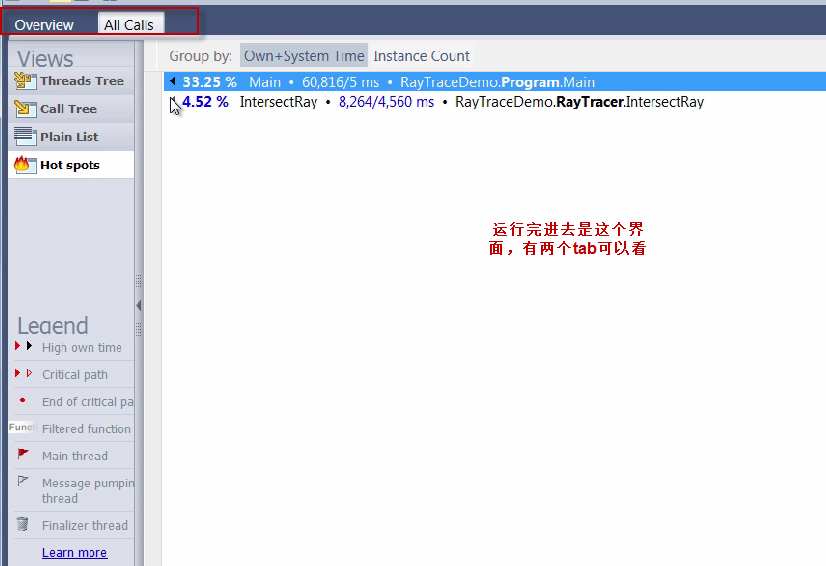 Overview
All Calls
Views
Threads Tree
Call Tree
Plain List
Hot spots
Group by: Own+System Time Instance Count
33.25 % Main • 60,816/5 ms • RayTraceDemo.Program.Main
4.52 % IntersectRay • 8,264/4,560 ms • RayTraceDemo.RayTracer.IntersectRay
运行完进去是这个界
面，有两个tab可以看
Legend
High own time
Critical path
End of critical pa
Func Filtered function
Main thread
Message pumpin
thread
Finalizer thread
Learn more